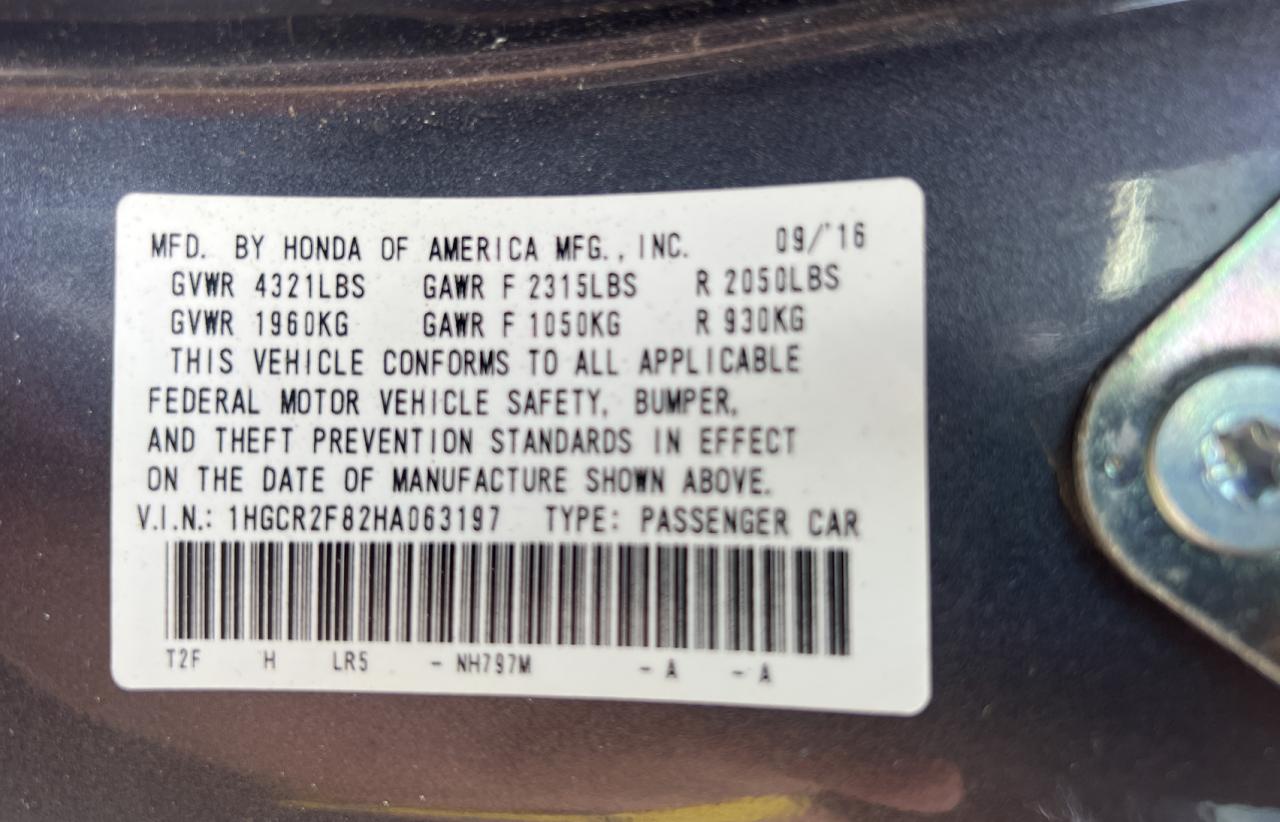 MFD. BY HONDA OF AMERICA MFG., INC. 09/'16
GVWR 4321LBS GAWR F 2315LBS R 2050LBS
GVWR 1960KG GAWR F 1050KG R 930KG
THIS VEHICLE CONFORMS TO ALL APPLICABLE
FEDERAL MOTOR VEHICLE SAFETY, BUMPER,
AND THEFT PREVENTION STANDARDS IN EFFECT
ON THE DATE OF MANUFACTURE SHOWN ABOVE.
V.I.N.: 1HGCR2F82HA063197 TYPE: PASSENGER CAR
T2F H LR5 - NH797M - A - A